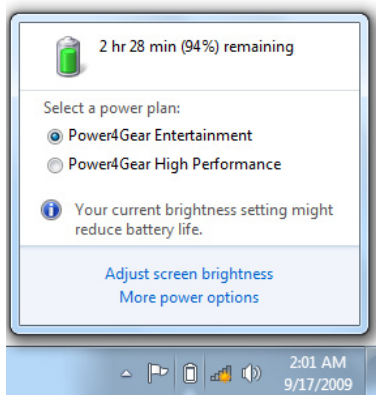 2 hr 28 min (94%) remaining
Select a power plan:
Power4Gear Entertainment
Power4Gear High Performance
Your current brightness setting might
reduce battery life.
Adjust screen brightness
More power options
2:01 AM
9/17/2009